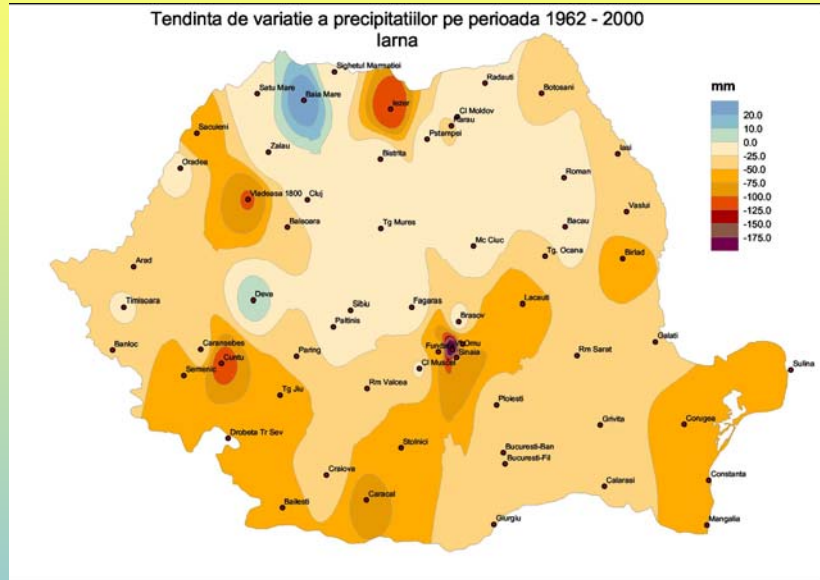 Tendinta de variatie a precipitatiilor pe perioada 1962 - 2000
Iarna
mm
20.0
10.0
0.0
-25.0
-50.0
-75.0
-100.0
-125.0
-150.0
-175.0
Sighetul Marmatiei
Satu Mare
Baia Mare
Iezer
Radauti
Botosani
Cl Moldov
Rarau
Pstampei
Sacuieni
Zalau
Bistrita
Iasi
Oradea
Roman
Vladeasa 1800
Cluj
Vaslui
Baisoara
Tg Mures
Bacau
Mc Ciuc
Tg. Ocana
Birlad
Arad
Deva
Lacauti
Timisoara
Sibiu
Fagaras
Paltinis
Brasov
Banloc
Caransebes
Omu
Galati
Cuntu
Paring
Sinaia
Rm Sarat
Semenic
Cl Muscel
Sulina
Tg Jiu
Rm Valcea
Ploiesti
Drobeta Tr Sev
Stolnici
Grivita
Corugea
Bucuresti-Ban
Bucuresti-Fil
Craiova
Calarasi
Constanta
Bailesti
Caracal
Giurgiu
Mangalia